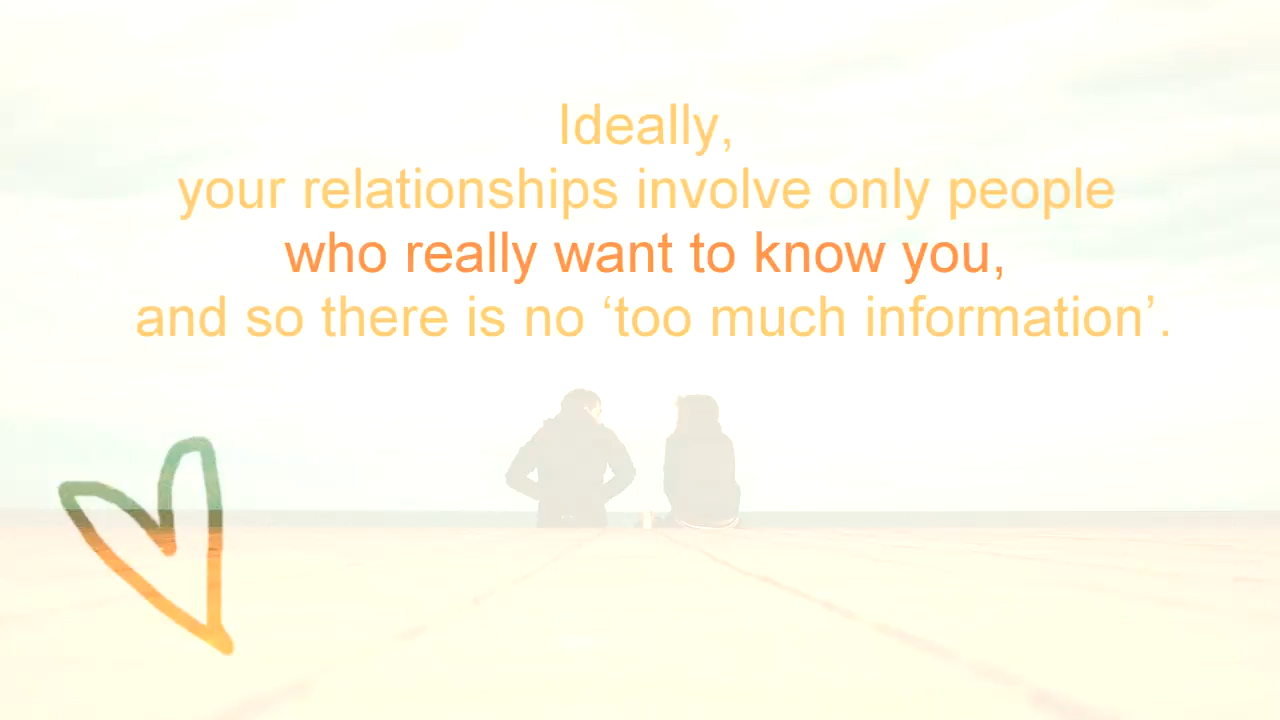 Ideally,
your relationships involve only people
who really want to know you,
and so there is no ‘too much information’.